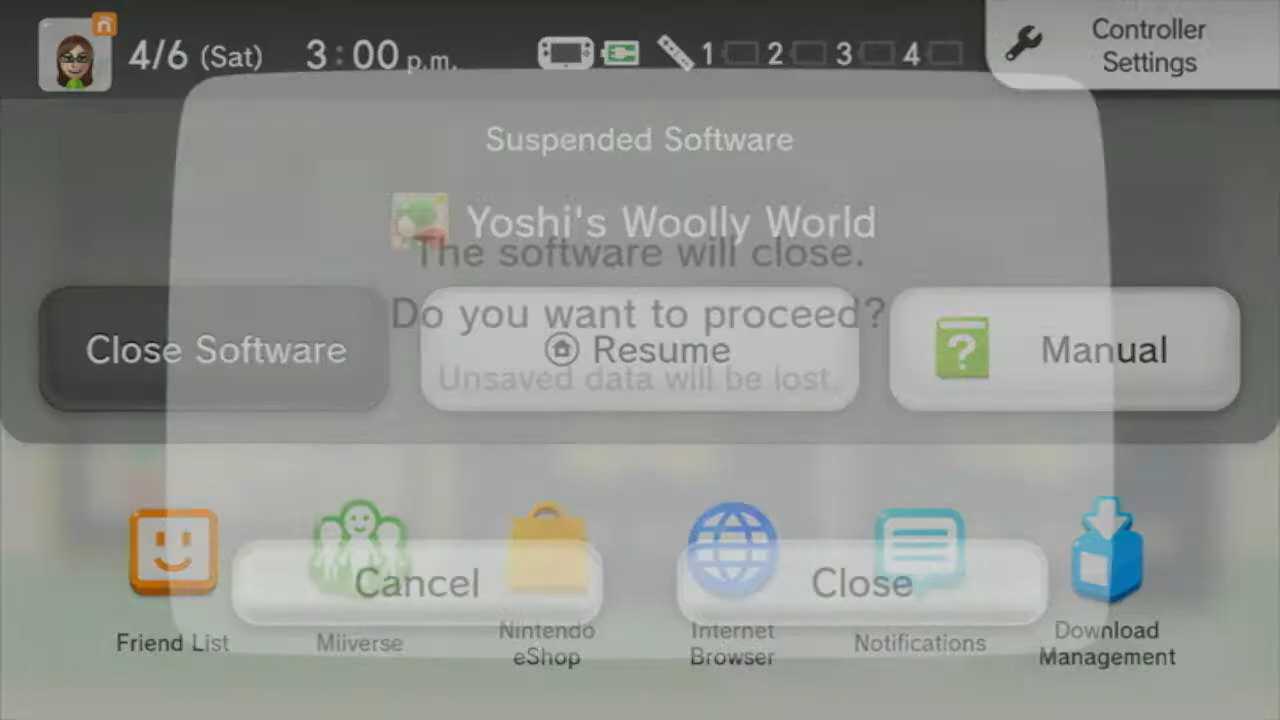 4/6 (Sat) 3:00 p.m. 1 2 3 4
Controller
Settings
Suspended Software
Yoshi's Woolly World
The software will close.
Do you want to proceed?
Close Software
Resume
Manual
Unsaved data will be lost.
Cancel
Close
Friend List
Miiverse
Nintendo
eShop
Internet
Browser
Notifications
Download
Management